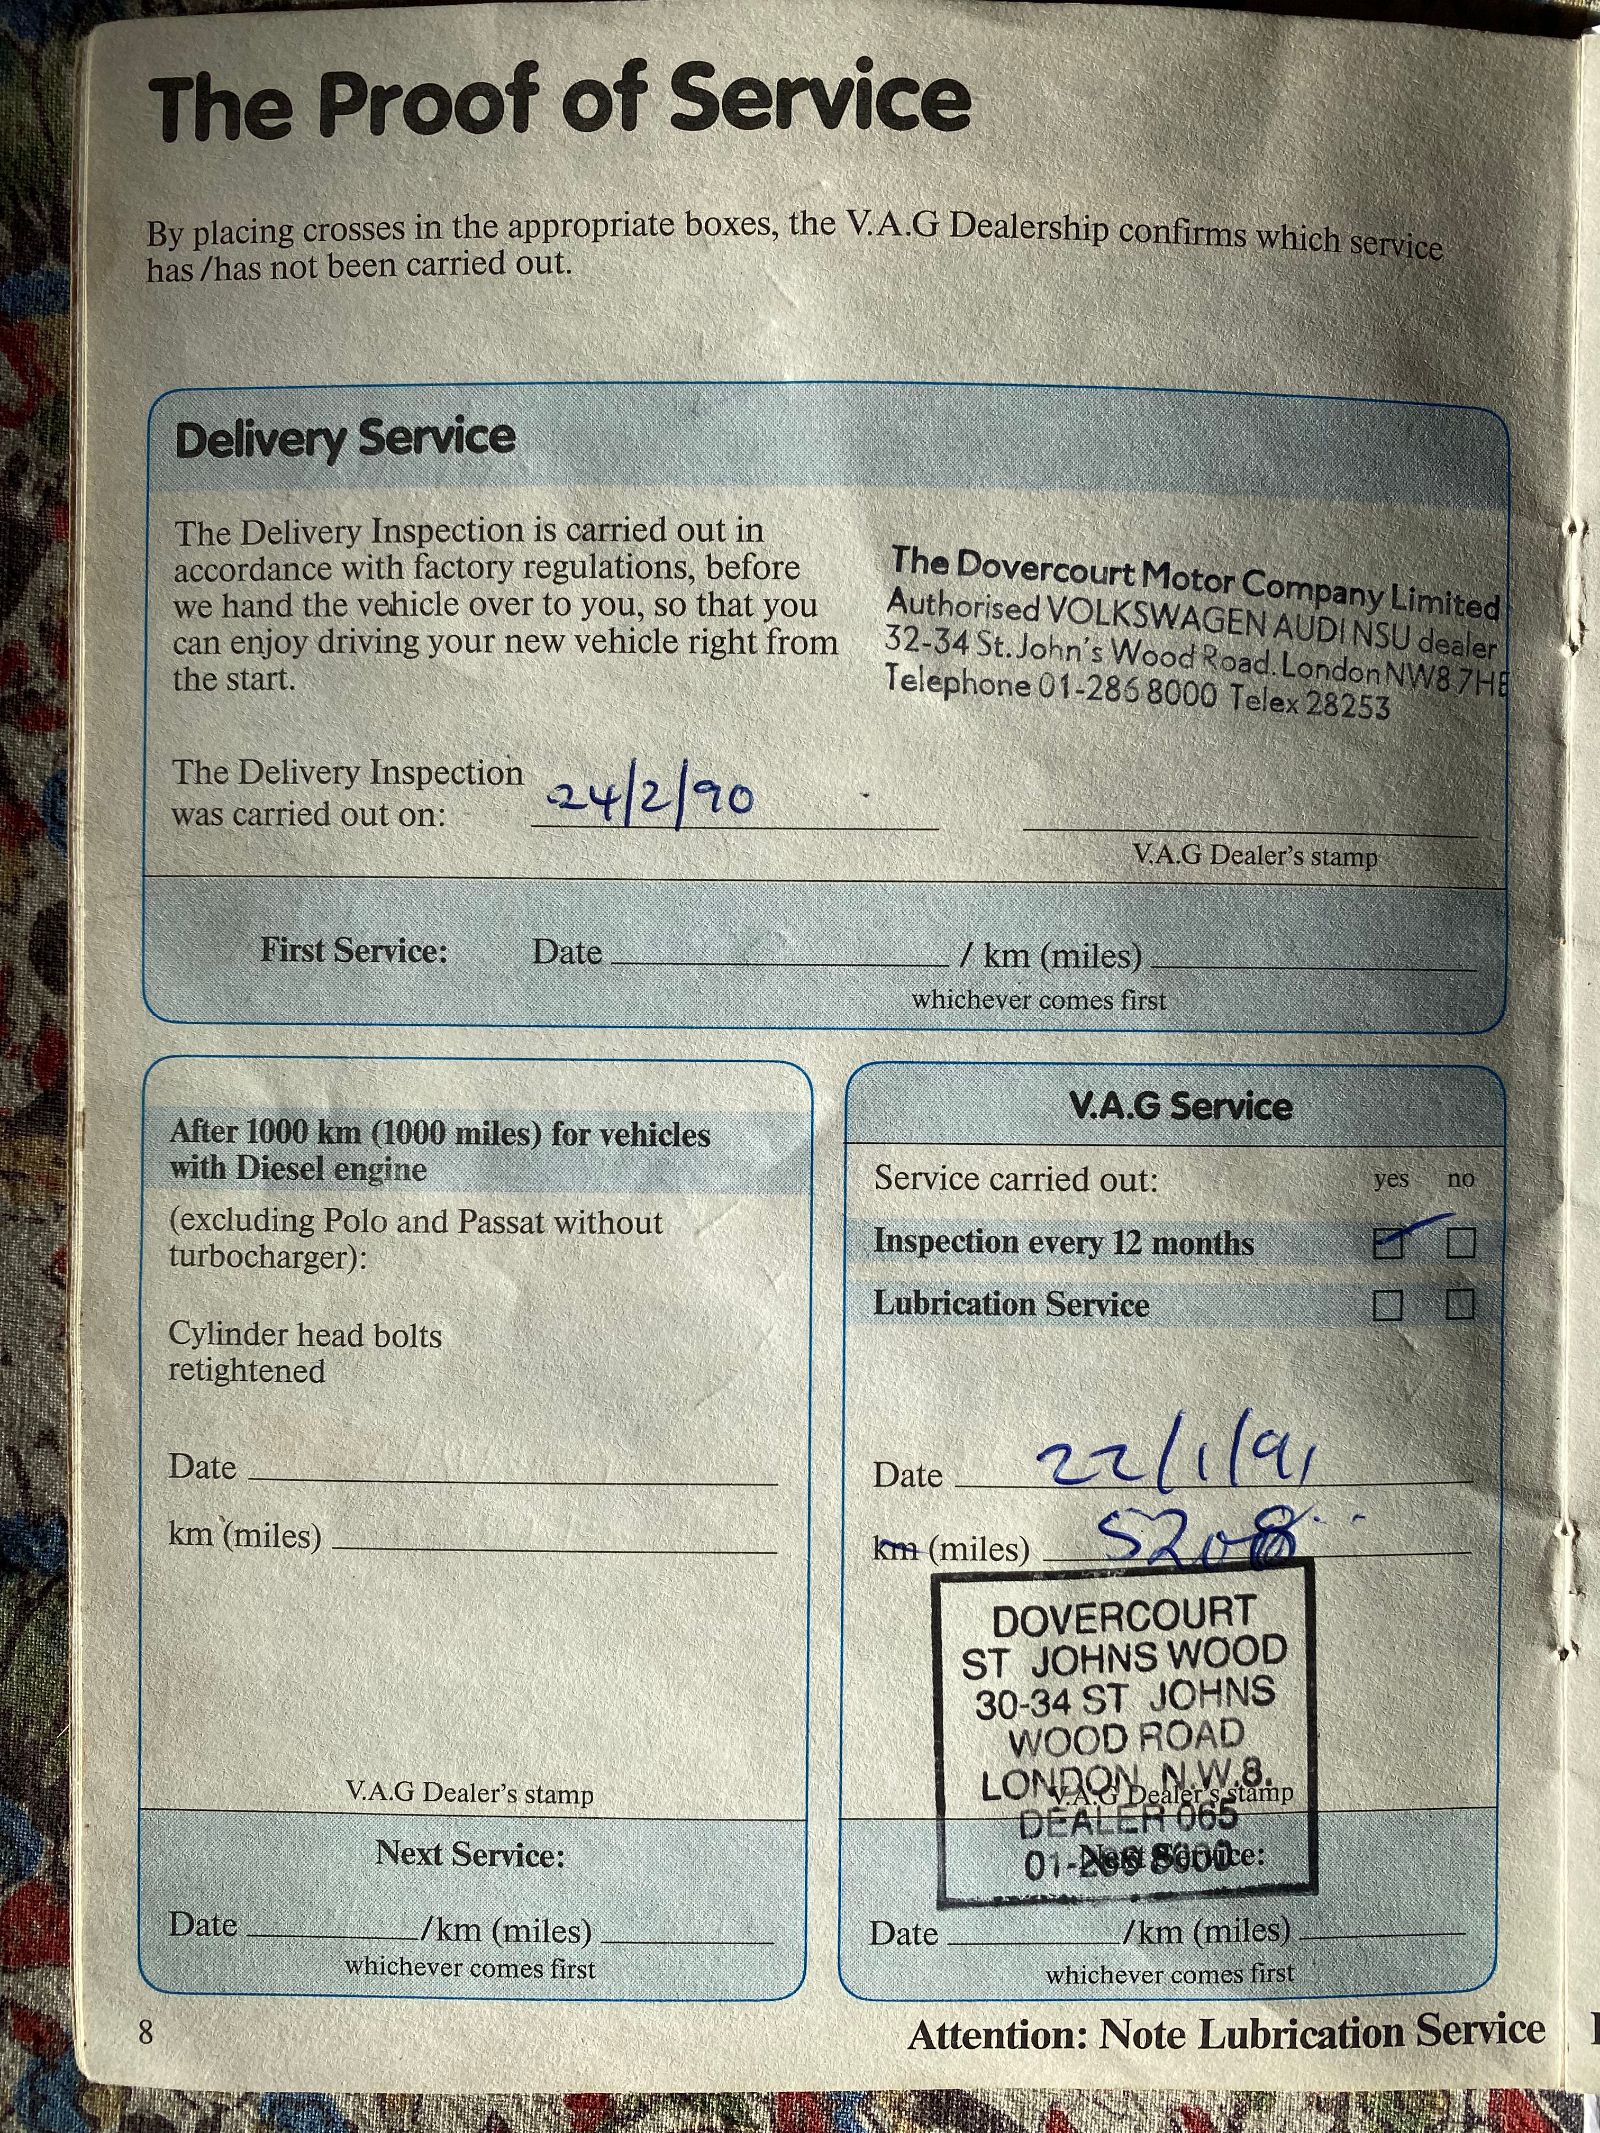 The Proof of Service
By placing crosses in the appropriate boxes, the V.A.G Dealership confirms which service
has/has not been carried out.
Delivery Service
The Delivery Inspection is carried out in
accordance with factory regulations, before
we hand the vehicle over to you, so that you
can enjoy driving your new vehicle right from
the start.
The Dovercourt Motor Company Limited
Authorised VOLKSWAGEN AUDI NSU dealer
32-34 St. John's Wood Road. London NW8 7HE
Telephone 01-286 8000 Telex 28253
The Delivery Inspection
was carried out on: 24/2/90
V.A.G Dealer's stamp
First Service: Date / km (miles)
whichever comes first
After 1000 km (1000 miles) for vehicles
with Diesel engine
(excluding Polo and Passat without
turbocharger):
Cylinder head bolts
retightened
Date
km (miles)
V.A.G Dealer's stamp
Next Service:
Date /km (miles)
whichever comes first
V.A.G Service
Service carried out: yes no
Inspection every 12 months
Lubrication Service
Date 22/1/91
km (miles) 5208
DOVERCOURT
ST JOHNS WOOD
30-34 ST JOHNS
WOOD ROAD
LONDON N.W.8.
V.A.G Dealer's stamp
DEALER 065
01-286 8000
Next Service:
Date /km (miles)
whichever comes first
8
Attention: Note Lubrication Service